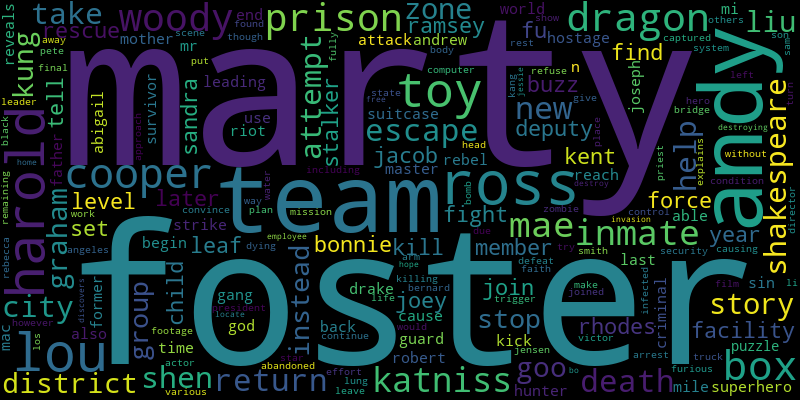 marty
foster
team
andy
toy
ross
lou
harold
prison
dragon
woody
cooper
box
mae
inmate
katniss
death
return
district
shen
city
story
shakespeare
new
escape
kung
liu
zone
take
find
help
force
goo
stop
join
fight
kill
bonnie
attempt
stalker
instead
group
child
graham
tell
level
set
later
leaf
jacob
deputy
suitcase
buzz
fu
ramsey
rescue
mother
survivor
sandra
abigail
father
reveals
leading
riot
use
master
rebel
attack
andrew
hostage
end
found
though
scene
mr
put
world
show
mi
others
captured
system
son
same
n
joseph
kent
reach
able
year
member
rhodes
facility
puzzle
mile
superhero
criminal
infected
security
last
smith
sin
li
drake
joey
cause
guard
robert
kick
hunter
trigger
victor
arrest
truck
furious
begin
strike
former
also
mac
however
los
angeles
time
gang
god
president
locate
footage
actor
various
star
abandoned
back
continue
lung
leave
effort
life
arm
hope
killing
bernard
would
plan
mission
way
water
dying
employee
convince
work
discovers
rebecca
home
remaining
black
leader
pete
final
away
approach
including
body
computer
rest
refuse
kang
jessie
state
free
head
bomb
zombie
due
defeat
faith
invasion
control
destroy
try
make
joined
jensen
bo
film
place
give
hero
bridge
priest
explains
destroying
left
without
condition
causing
director
turn
fully